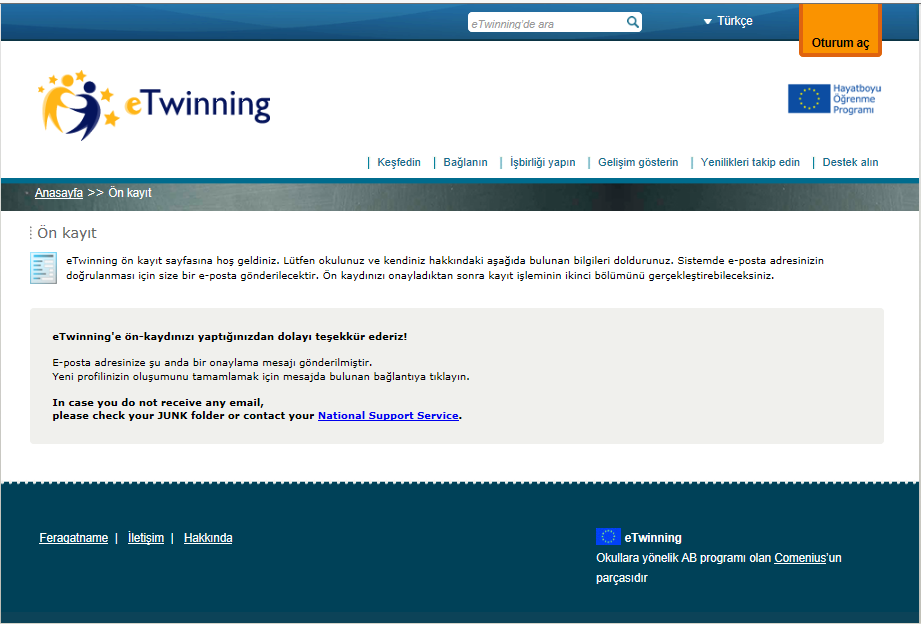 eTwinning'de ara
Türkçe
Oturum aç
eTwinning
Hayatboyu
Öğrenme
Programı
| Keşfedin | Bağlanın | İşbirliği yapın | Gelişim gösterin | Yenilikleri takip edin | Destek alın
Anasayfa >> Ön kayıt
Ön kayıt
eTwinning ön kayıt sayfasına hoş geldiniz. Lütfen okulunuz ve kendiniz hakkındaki aşağıda bulunan bilgileri doldurunuz. Sistemde e-posta adresinizin
doğrulanması için size bir e-posta gönderilecektir. Ön kaydınızı onayladıktan sonra kayıt işleminin ikinci bölümünü gerçekleştirebileceksiniz.
eTwinning'e ön-kaydınızı yaptığınızdan dolayı teşekkür ederiz!
E-posta adresinize şu anda bir onaylama mesajı gönderilmiştir.
Yeni profilinizin oluşumunu tamamlamak için mesajda bulunan bağlantıya tıklayın.
In case you do not receive any email,
please check your JUNK folder or contact your National Support Service.
Feragatname | İletişim | Hakkında
eTwinning
Okullara yönelik AB programı olan Comenius'un
parçasıdır